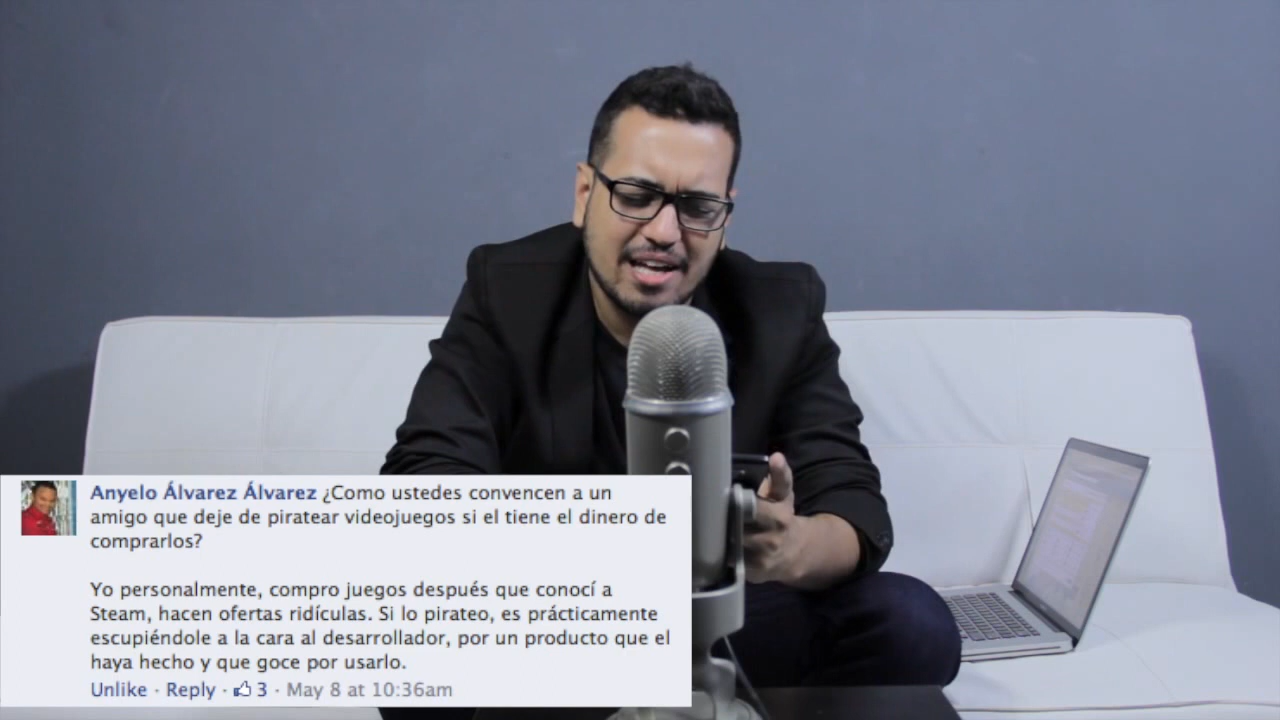 Anyelo Álvarez Álvarez ¿Como ustedes convencen a un
amigo que deje de piratear videojuegos si el tiene el dinero de
comprarlos?
Yo personalmente, compro juegos después que conocí a
Steam, hacen ofertas ridículas. Si lo pirateo, es prácticamente
escupiéndole a la cara al desarrollador, por un producto que el
haya hecho y que goce por usarlo.
Unlike · Reply · 3 · May 8 at 10:36am